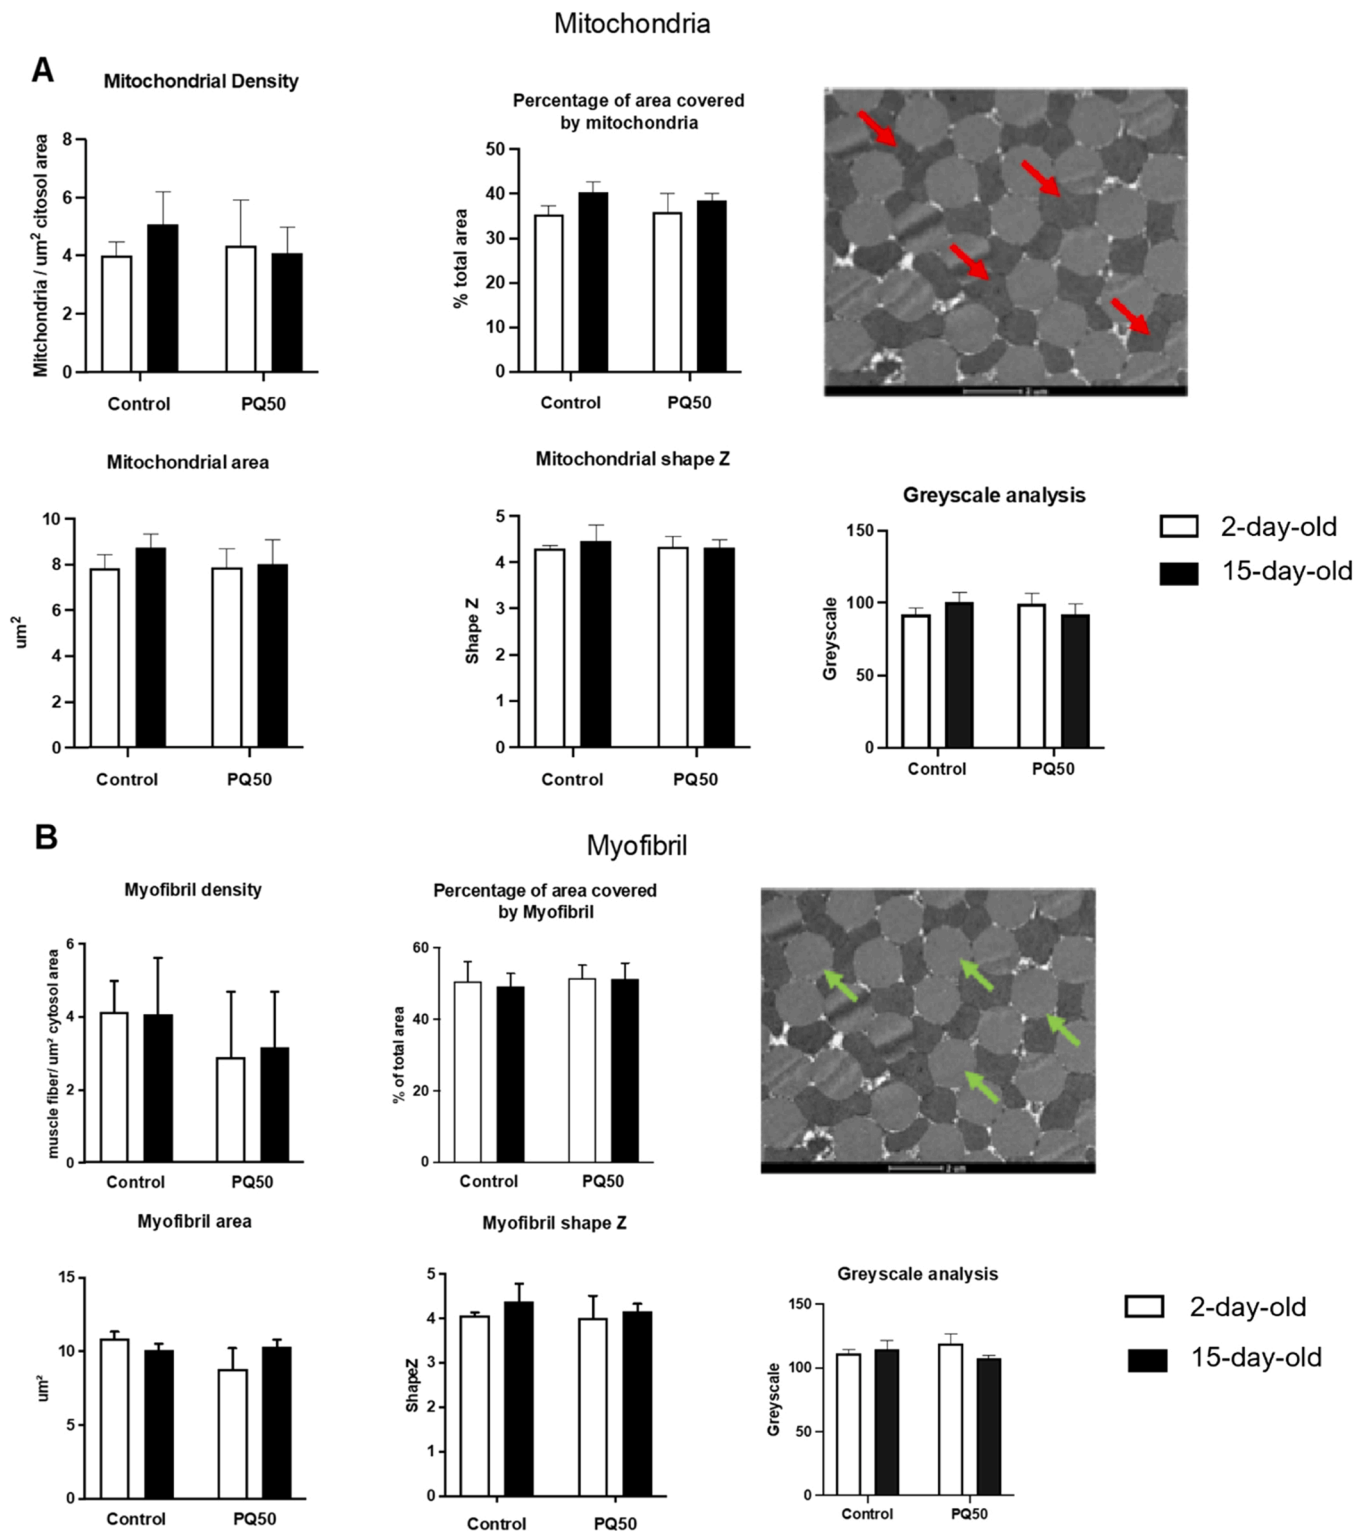 Mitochondria
A
Mitochondrial Density
Mitchondria / um² citosol area
8
6
4
2
0
Control
PQ50
Percentage of area covered
by mitochondria
% total area
50
40
30
20
10
0
Control
PQ50
2 um
Mitochondrial area
um²
10
8
6
4
2
0
Control
PQ50
Mitochondrial shape Z
Shape Z
5
4
3
2
1
0
Control
PQ50
Greyscale analysis
Greyscale
150
100
50
0
Control
PQ50
2-day-old
15-day-old
B
Myofibril
Myofibril density
muscle fiber/ um² cytosol area
6
4
2
0
Control
PQ50
Percentage of area covered
by Myofibril
% of total area
60
40
20
0
Control
PQ50
2 um
Myofibril area
um²
15
10
5
0
Control
PQ50
Myofibril shape Z
ShapeZ
5
4
3
2
1
0
Control
PQ50
Greyscale analysis
Greyscale
150
100
50
0
Control
PQ50
2-day-old
15-day-old